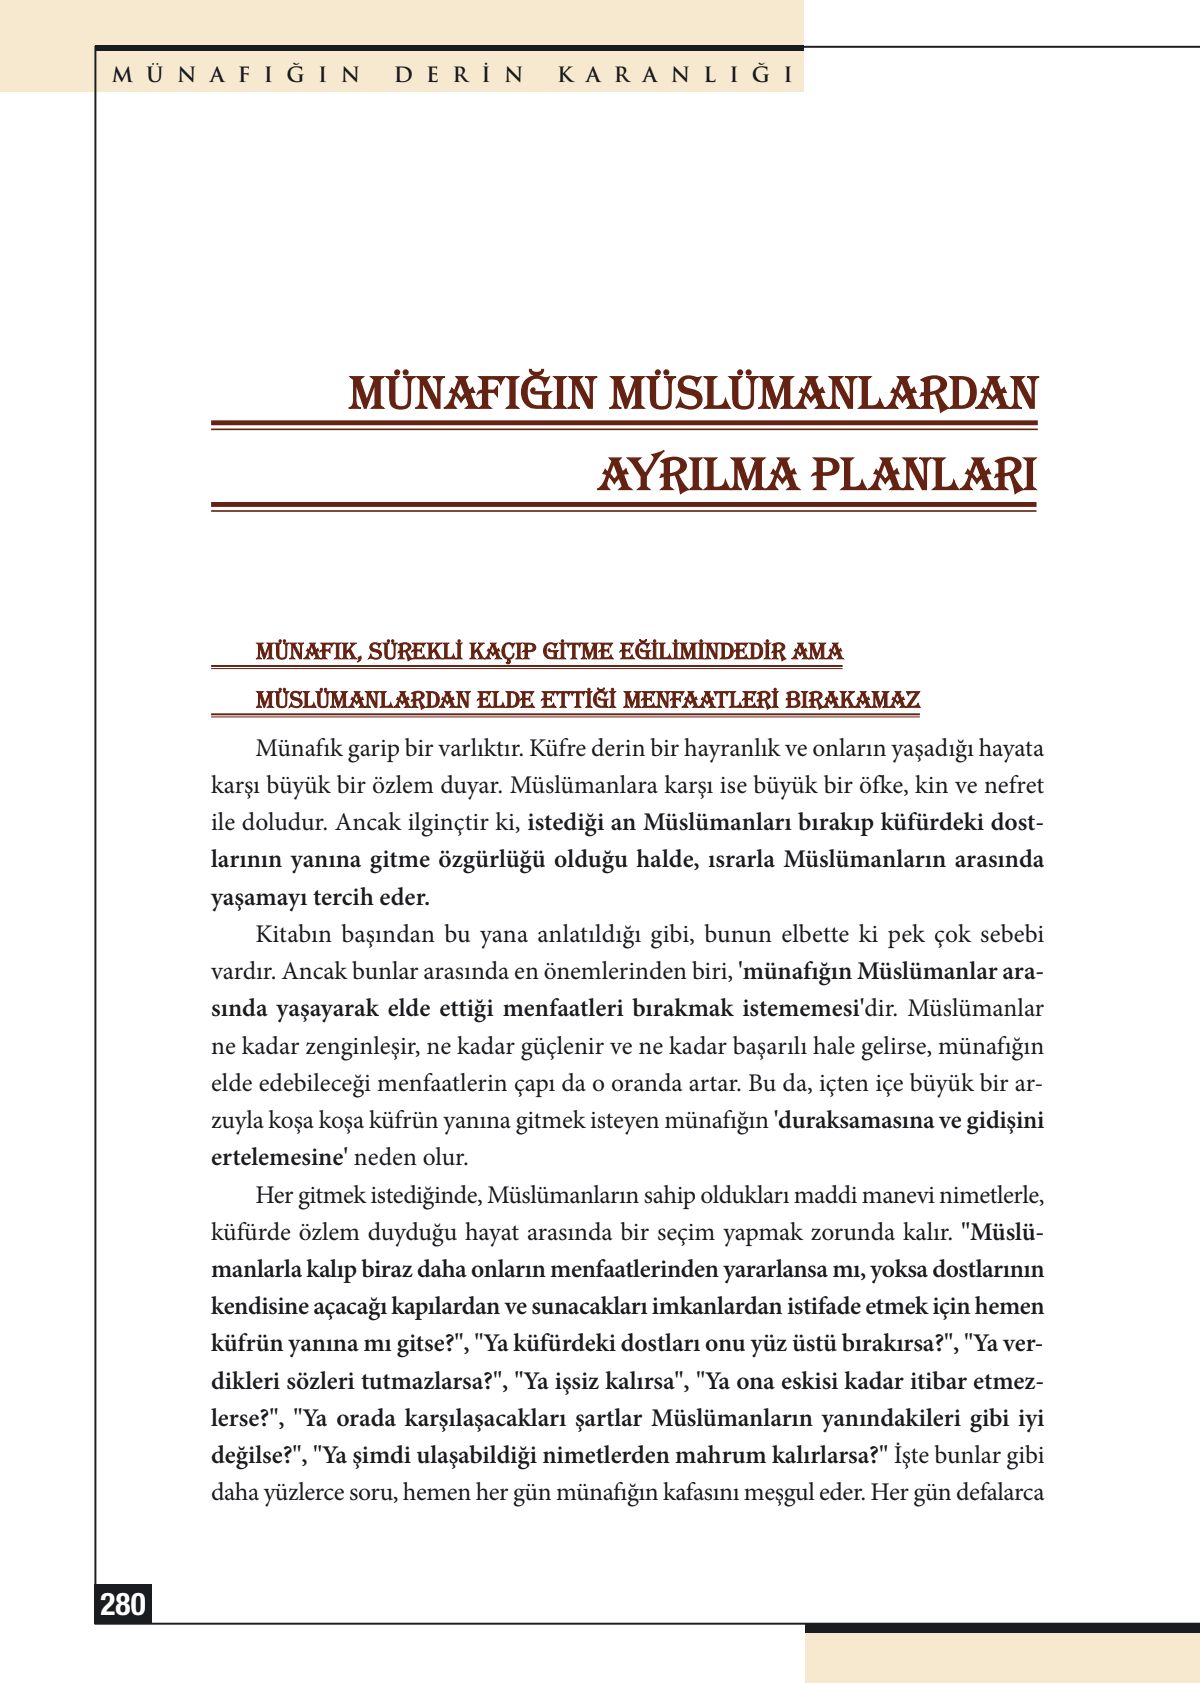 MÜNAFIĞIN DERİN KARANLIĞI
MÜNAFIĞIN MÜSLÜMANLARDAN
AYRILMA PLANLARI
MÜNAFIK, SÜREKLİ KAÇIP GİTME EĞİLİMİNDEDİR AMA
MÜSLÜMANLARDAN ELDE ETTİĞİ MENFAATLERİ BIRAKAMAZ
Münafık garip bir varlıktır. Küfre derin bir hayranlık ve onların yaşadığı hayata
karşı büyük bir özlem duyar. Müslümanlara karşı ise büyük bir öfke, kin ve nefret
ile doludur. Ancak ilginçtir ki, istediği an Müslümanları bırakıp küfürdeki dost-
larının yanına gitme özgürlüğü olduğu halde, ısrarla Müslümanların arasında
yaşamayı tercih eder.
Kitabın başından bu yana anlatıldığı gibi, bunun elbette ki pek çok sebebi
vardır. Ancak bunlar arasında en önemlerinden biri, 'münafığın Müslümanlar ara-
sında yaşayarak elde ettiği menfaatleri bırakmak istememesi'dir. Müslümanlar
ne kadar zenginleşir, ne kadar güçlenir ve ne kadar başarılı hale gelirse, münafığın
elde edebileceği menfaatlerin çapı da o oranda artar. Bu da, içten içe büyük bir ar-
zuyla koşa koşa küfrün yanına gitmek isteyen münafığın 'duraksamasına ve gidişini
ertelemesine' neden olur.
Her gitmek istediğinde, Müslümanların sahip oldukları maddi manevi nimetlerle,
küfürde özlem duyduğu hayat arasında bir seçim yapmak zorunda kalır. "Müslü-
manlarla kalıp biraz daha onların menfaatlerinden yararlansa mı, yoksa dostlarının
kendisine açacağı kapılardan ve sunacakları imkanlardan istifade etmek için hemen
küfrün yanına mı gitse?", "Ya küfürdeki dostları onu yüz üstü bırakırsa?", "Ya ver-
dikleri sözleri tutmazlarsa?", "Ya işsiz kalırsa", "Ya ona eskisi kadar itibar etmez-
lerse?", "Ya orada karşılaşacakları şartlar Müslümanların yanındakileri gibi iyi
değilse?", "Ya şimdi ulaşabildiği nimetlerden mahrum kalırlarsa?" İşte bunlar gibi
daha yüzlerce soru, hemen her gün münafığın kafasını meşgul eder. Her gün defalarca
280